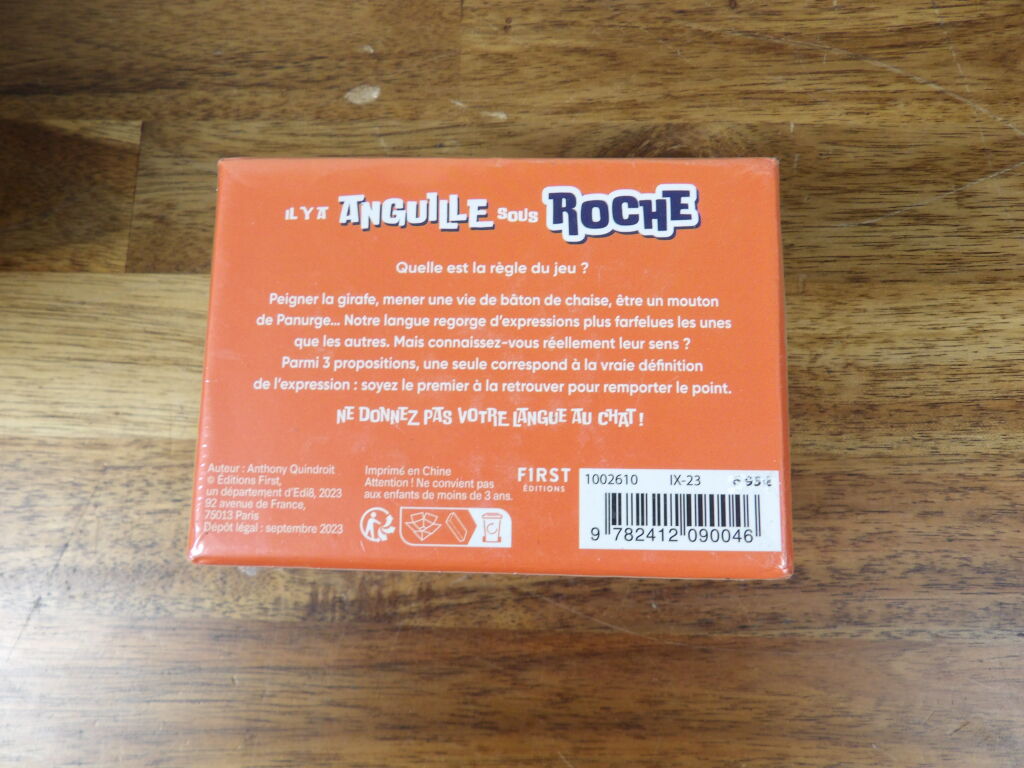 IL Y A ANGUILLE SOUS ROCHE
Quelle est la règle du jeu ?
Peigner la girafe, mener une vie de bâton de chaise, être un mouton
de Panurge... Notre langue regorge d'expressions plus farfelues les unes
que les autres. Mais connaissez-vous réellement leur sens ?
Parmi 3 propositions, une seule correspond à la vraie définition
de l'expression : soyez le premier à la retrouver pour remporter le point.
NE DONNEZ PAS VOTRE LANGUE AU CHAT !
Auteur : Anthony Quindroit
© Éditions First,
un département d'Edi8, 2023
92 avenue de France,
75013 Paris
Dépôt légal : septembre 2023
Imprimé en Chine
Attention ! Ne convient pas
aux enfants de moins de 3 ans.
FIRST
ÉDITIONS
1002610 IX-23
9 782412 090046